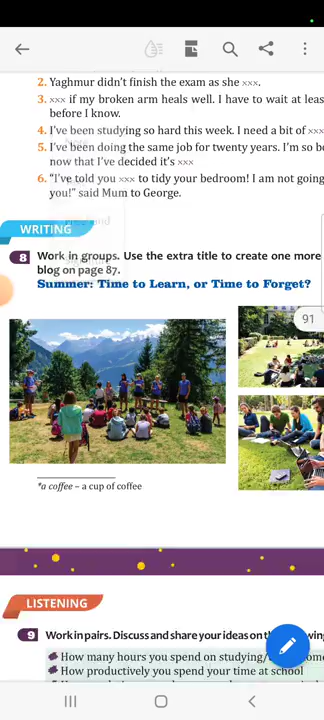 2. Yaghmur didn't finish the exam as she xxx.
3. xxx if my broken arm heals well. I have to wait at leas
before I know.
4. I've been studying so hard this week. I need a bit of xxx
5. I've been doing the same job for twenty years. I'm so bo
now that I've decided it's xxx
6. "I've told you xxx to tidy your bedroom! I am not going
you!" said Mum to George.
WRITING
8 Work in groups. Use the extra title to create one more
blog on page 87.
Summer: Time to Learn, or Time to Forget?
91
*a coffee – a cup of coffee
LISTENING
9 Work in pairs. Discuss and share your ideas on th wing
How many hours you spend on studying/ ome
How productively you spend your time at school